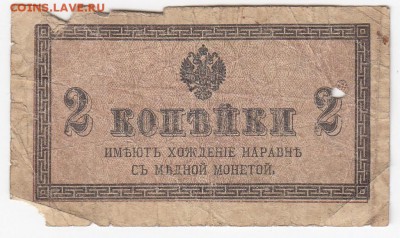 COINS.LAVE.RU
2 КОПѢЙКИ 2
ИМѢЮТЪ ХОЖДЕНІЕ НАРАВНѢ
СЪ МѢДНОЙ МОНЕТОЙ.